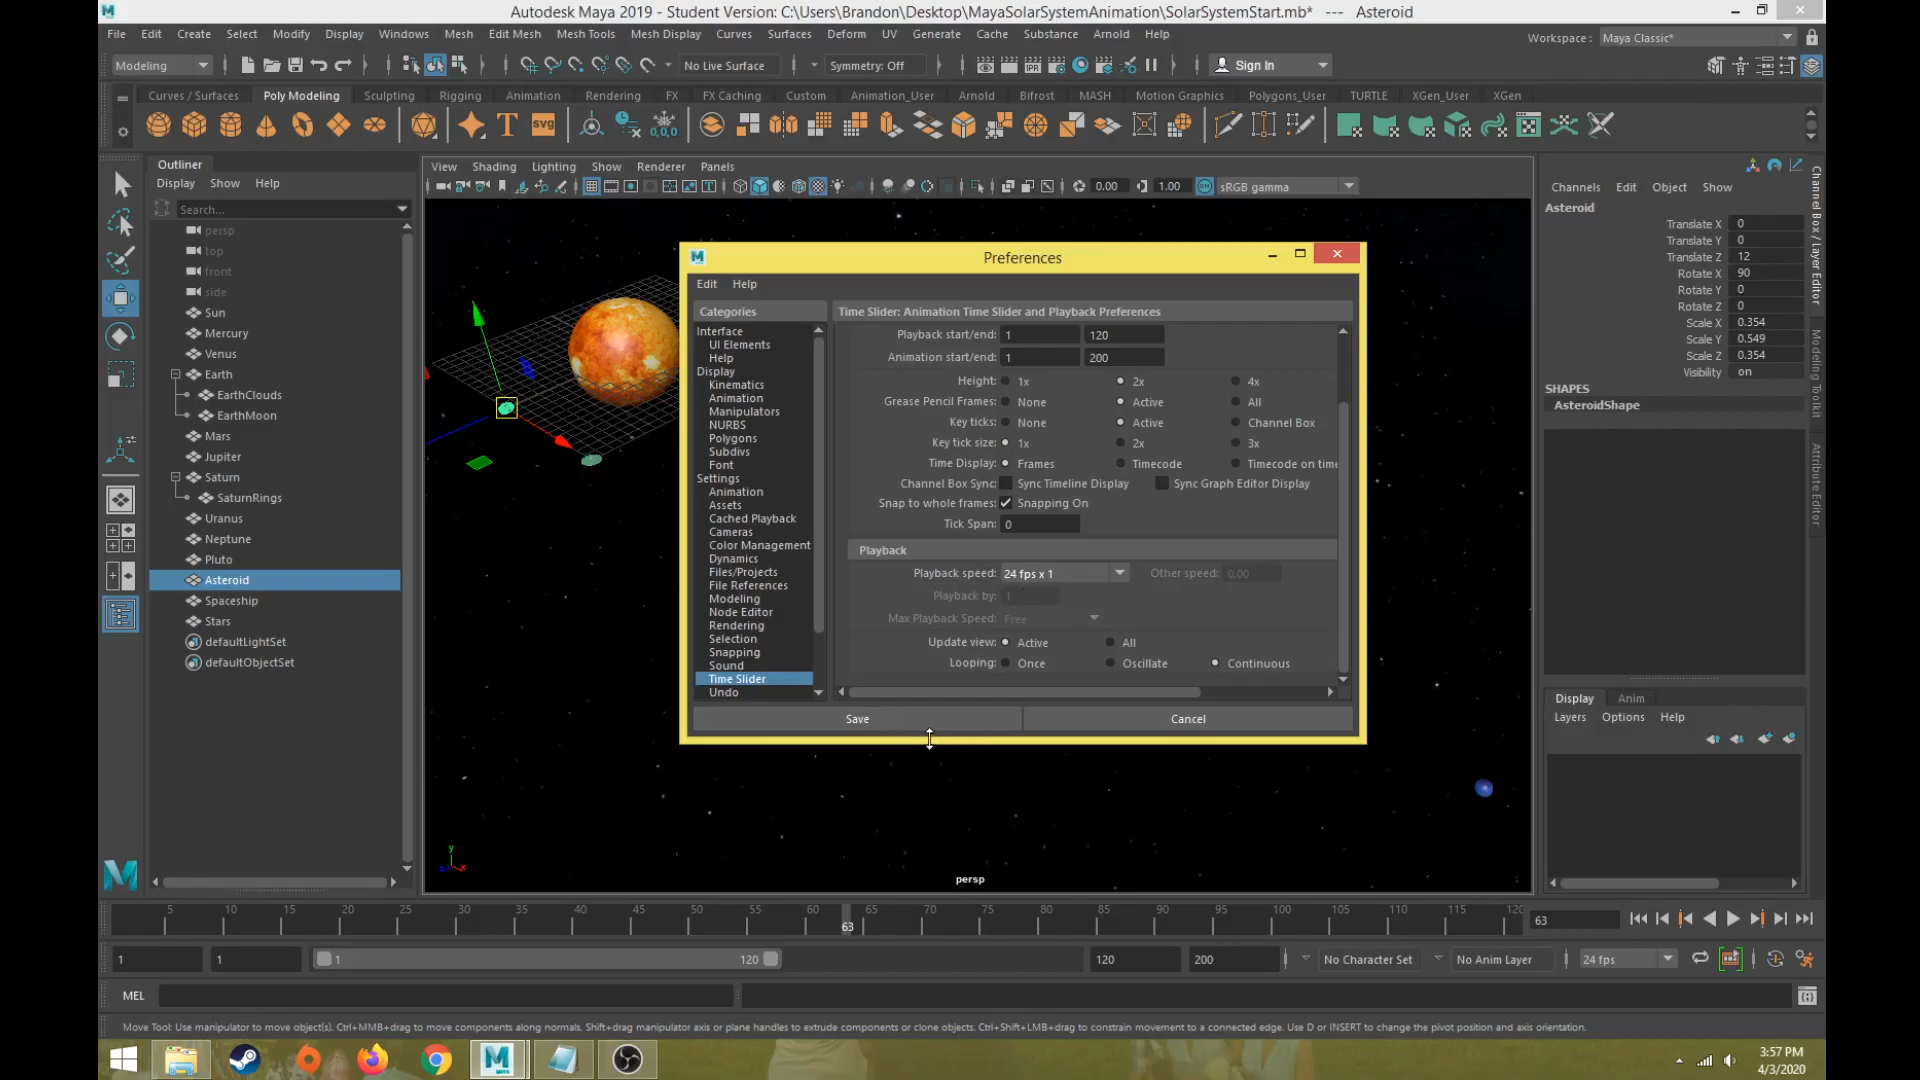 Autodesk Maya 2019 - Student Version: C:\Users\Brandon\Desktop\MayaSolarSystemAnimation\SolarSystemStart.mb* --- Asteroid
File Edit Create Select Modify Display Windows Mesh Edit Mesh Mesh Tools Mesh Display Curves Surfaces Deform UV Generate Cache Substance Arnold Help
Workspace : Maya Classic*
Modeling No Live Surface Symmetry: Off Sign In
Curves / Surfaces Poly Modeling Sculpting Rigging Animation Rendering FX FX Caching Custom Animation_User Arnold Bifrost MASH Motion Graphics Polygons_User TURTLE XGen_User XGen
T SVG 0,0,0
Outliner
Display Show Help
Search...
persp
top
front
side
Sun
Mercury
Venus
Earth
EarthClouds
EarthMoon
Mars
Jupiter
Saturn
SaturnRings
Uranus
Neptune
Pluto
Asteroid
Spaceship
Stars
defaultLightSet
defaultObjectSet
View Shading Lighting Show Renderer Panels
0.00 1.00 sRGB gamma
Preferences
Edit Help
Categories
Interface
UI Elements
Help
Display
Kinematics
Animation
Manipulators
NURBS
Polygons
Subdivs
Font
Settings
Animation
Assets
Cached Playback
Cameras
Color Management
Dynamics
Files/Projects
File References
Modeling
Node Editor
Rendering
Selection
Snapping
Sound
Time Slider
Undo
Time Slider: Animation Time Slider and Playback Preferences
Playback start/end: 1 120
Animation start/end: 1 200
Height: 1x 2x 4x
Grease Pencil Frames: None Active All
Key ticks: None Active Channel Box
Key tick size: 1x 2x 3x
Time Display: Frames Timecode Timecode on time
Channel Box Sync: Sync Timeline Display Sync Graph Editor Display
Snap to whole frames: Snapping On
Tick Span: 0
Playback
Playback speed: 24 fps x 1 Other speed: 0.00
Playback by: 1
Max Playback Speed: Free
Update view: Active All
Looping: Once Oscillate Continuous
Save Cancel
y
x
persp
Channels Edit Object Show
Asteroid
Translate X 0
Translate Y 0
Translate Z 12
Rotate X 90
Rotate Y 0
Rotate Z 0
Scale X 0.354
Scale Y 0.549
Scale Z 0.354
Visibility on
SHAPES
AsteroidShape
Channel Box / Layer Editor
Modeling Toolkit
Attribute Editor
Display Anim
Layers Options Help
5 10 15 20 25 30 35 40 45 50 55 60 65 70 75 80 85 90 95 100 105 110 115 120
63
63
1 1 1 120 120 200 No Character Set No Anim Layer 24 fps
MEL
Move Tool: Use manipulator to move object(s). Ctrl+MMB+drag to move components along normals. Shift+drag manipulator axis or plane handles to extrude components or clone objects. Ctrl+Shift+LMB+drag to constrain movement to a connected edge. Use D or INSERT to change the pivot position and axis orientation.
3:57 PM
4/3/2020